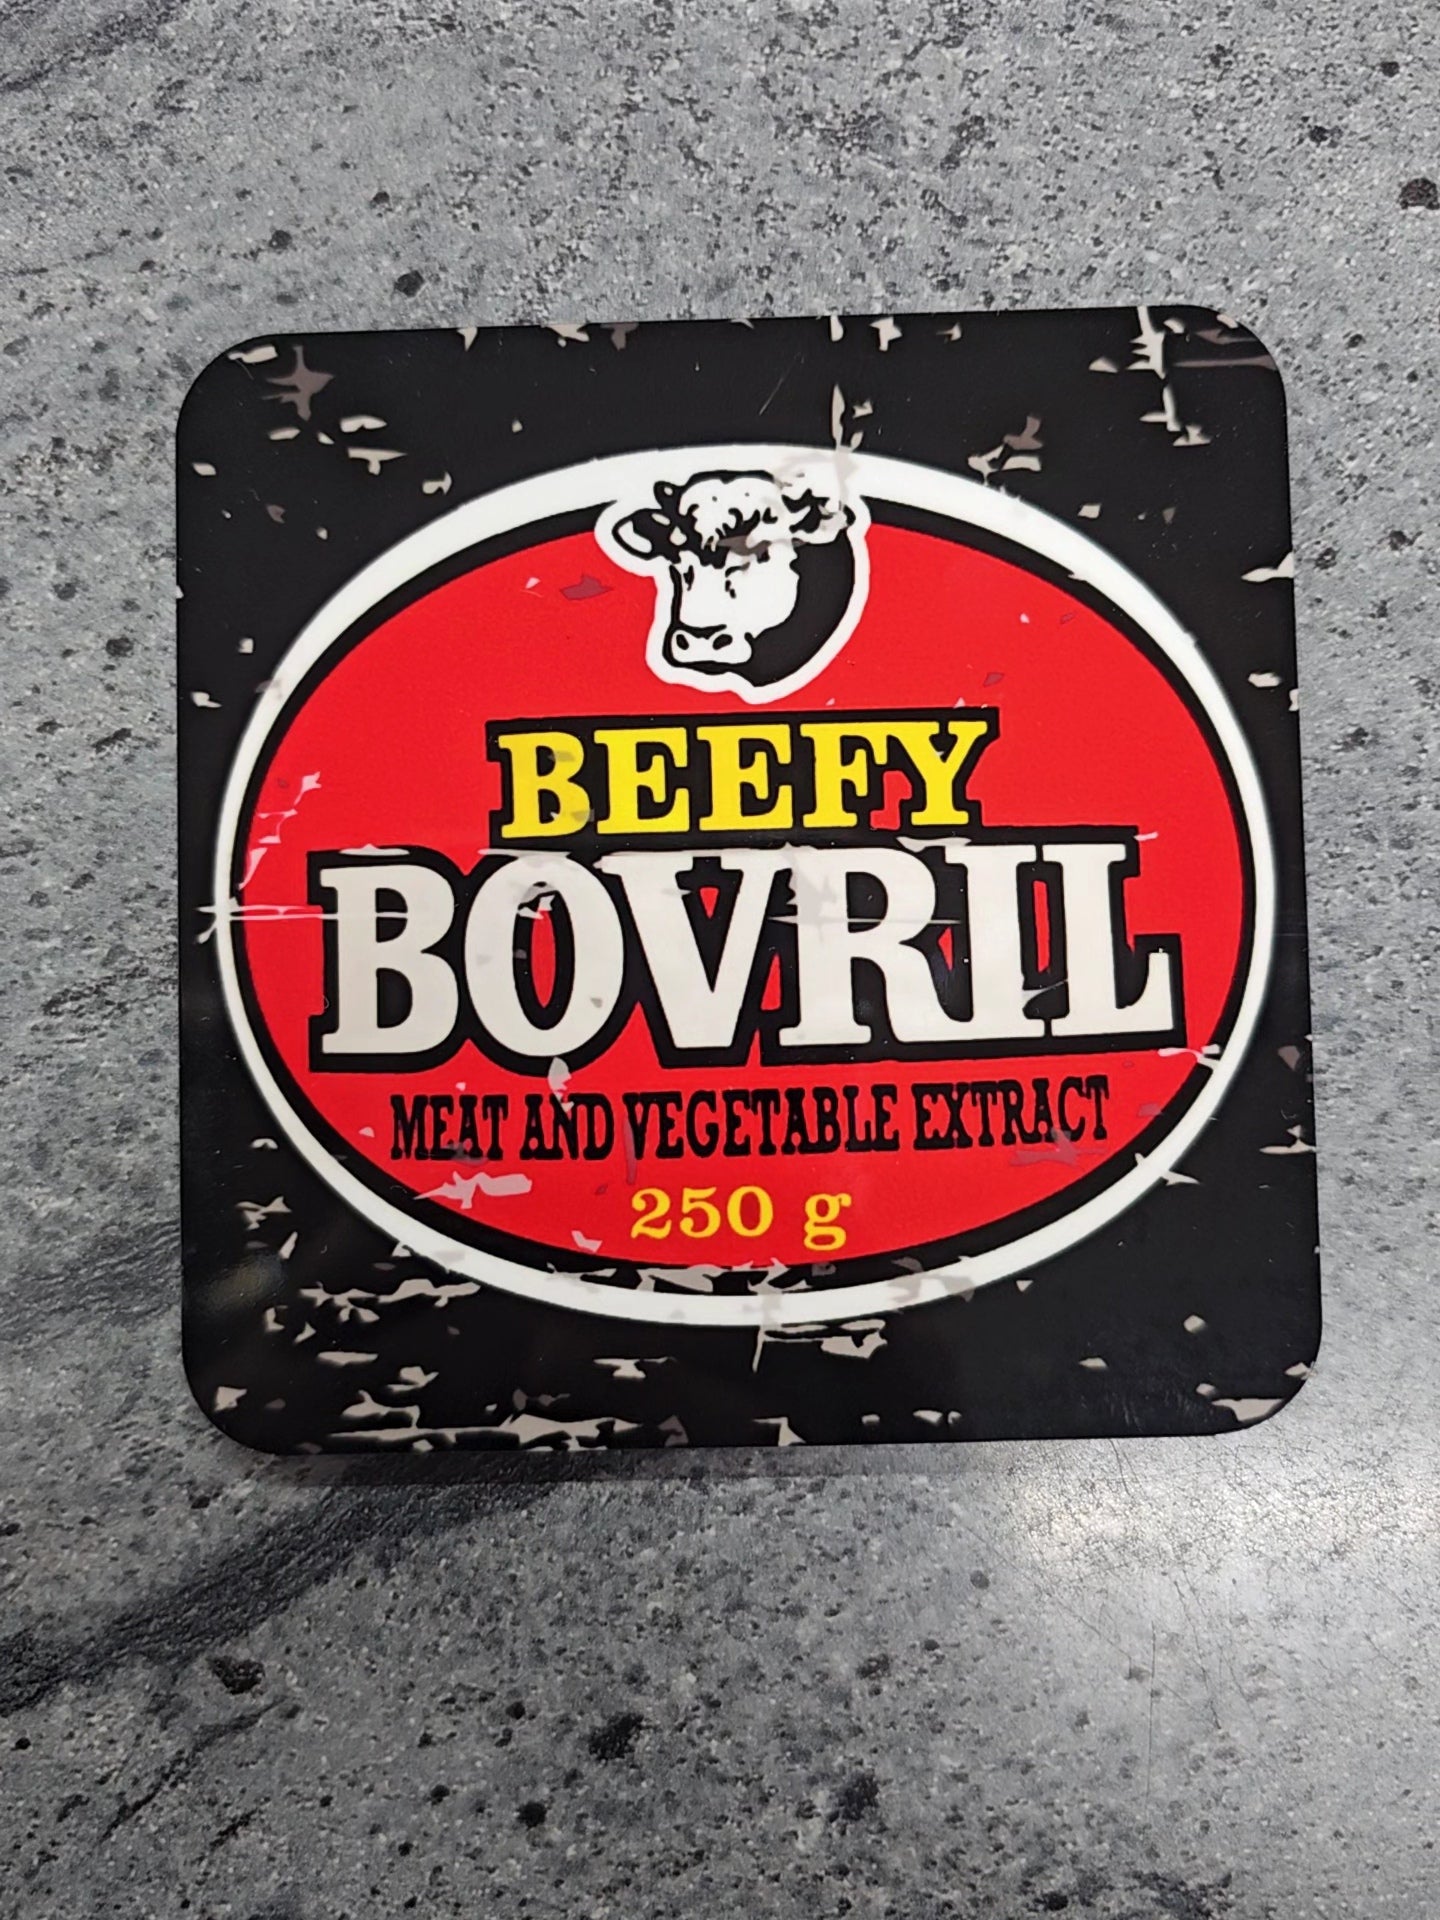 BEEFY
BOVRIL
MEAT AND VEGETABLE EXTRACT
250 g